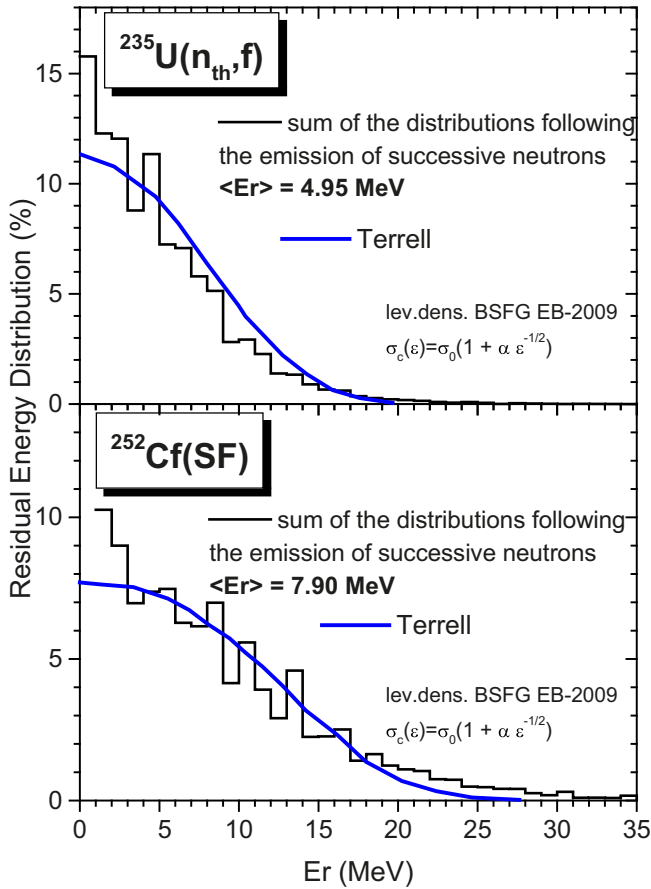 Residual Energy Distribution (%)
²³⁵U(n_th,f)
sum of the distributions following
the emission of successive neutrons
<Er> = 4.95 MeV
Terrell
lev.dens. BSFG EB-2009
σ_c(ε)=σ_0(1 + α ε^-1/2)
15
10
5
0
²⁵²Cf(SF)
sum of the distributions following
the emission of successive neutrons
<Er> = 7.90 MeV
Terrell
lev.dens. BSFG EB-2009
σ_c(ε)=σ_0(1 + α ε^-1/2)
10
5
0
0 5 10 15 20 25 30 35
Er (MeV)